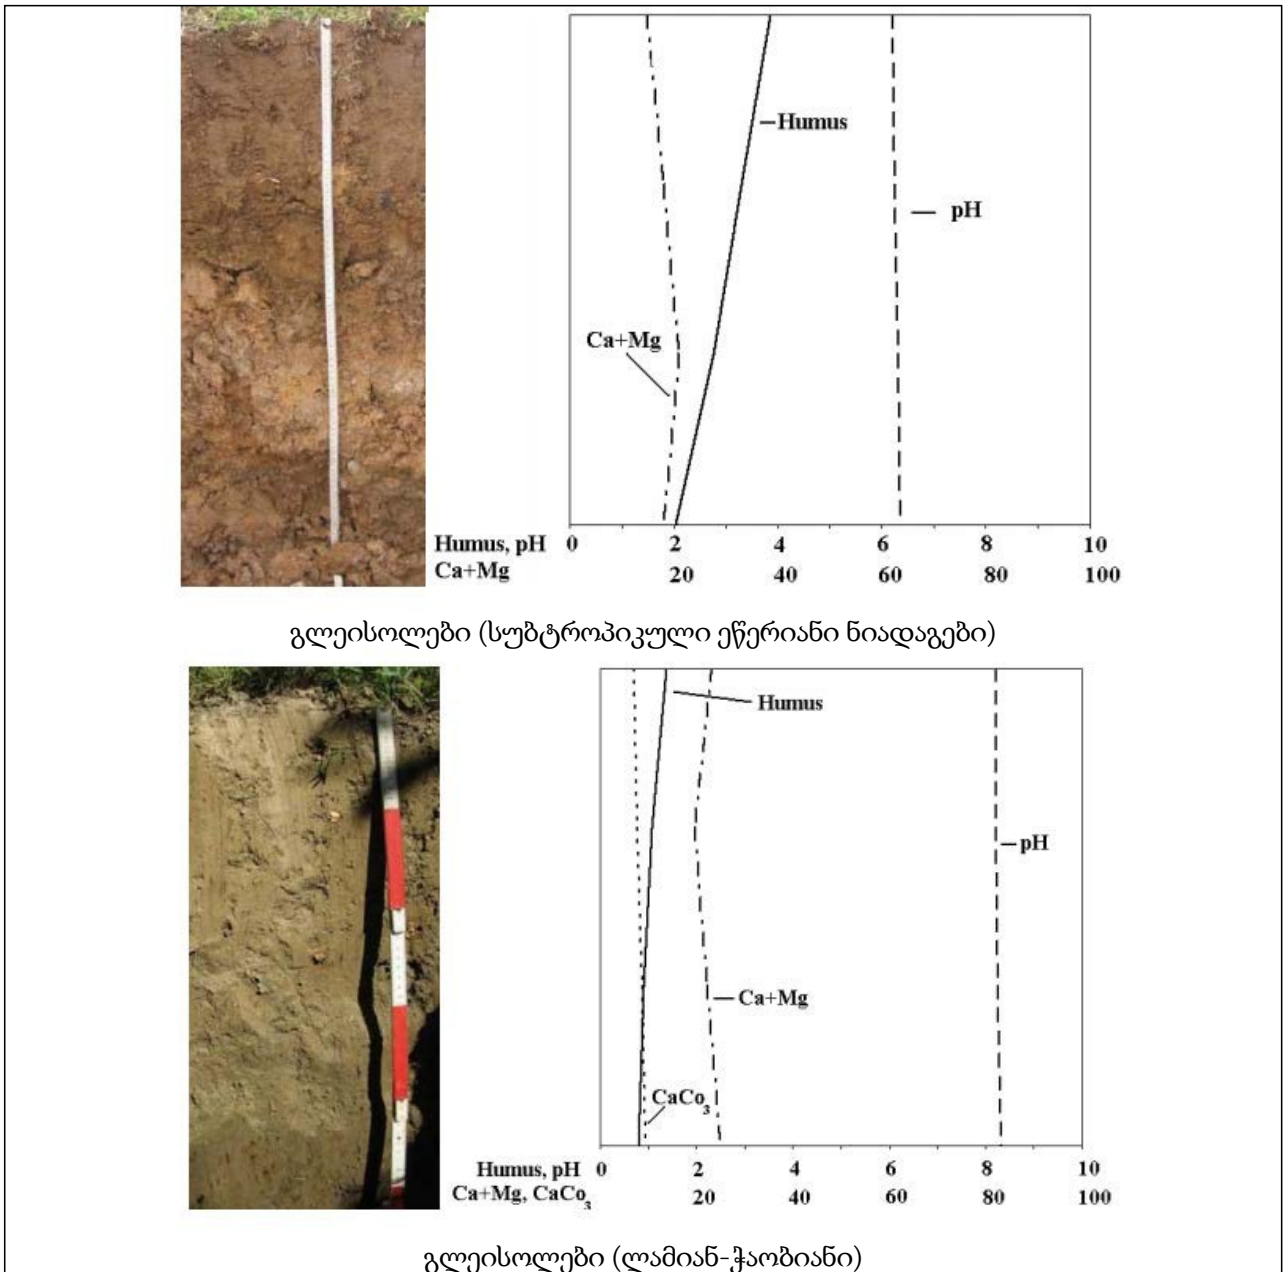 Humus
pH
Ca+Mg
Humus, pH 0 2 4 6 8 10
Ca+Mg 20 40 60 80 100
გლეისოლები (სუბტროპიკული ეწერიანი ნიადაგები)
Humus
pH
Ca+Mg
CaCo₃
Humus, pH 0 2 4 6 8 10
Ca+Mg, CaCo₃ 20 40 60 80 100
გლეისოლები (ლამიან-ჭაობიანი)